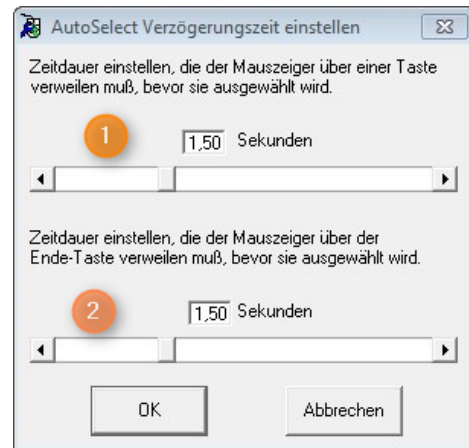 AutoSelect Verzögerungszeit einstellen
Zeitdauer einstellen, die der Mauszeiger über einer Taste
verweilen muß, bevor sie ausgewählt wird.
1
1,50 Sekunden
Zeitdauer einstellen, die der Mauszeiger über der
Ende-Taste verweilen muß, bevor sie ausgewählt wird.
2
1,50 Sekunden
OK Abbrechen